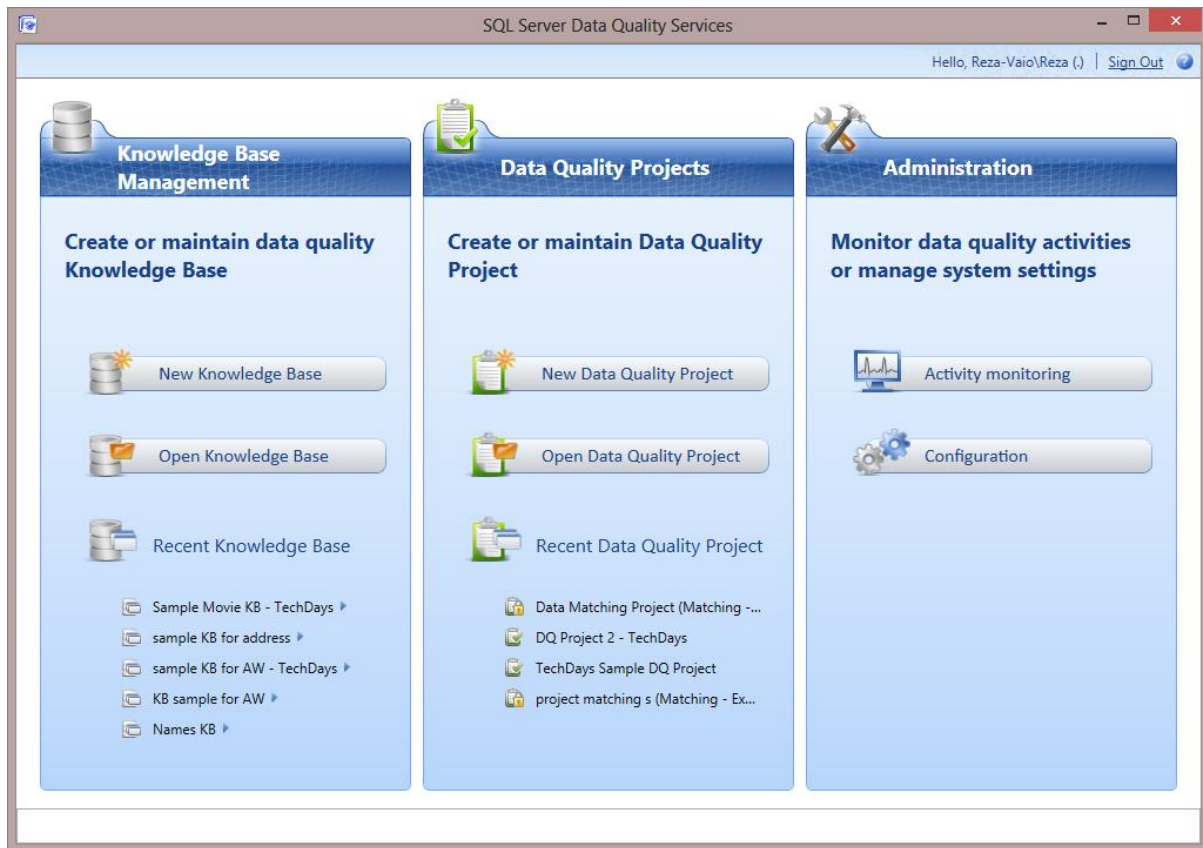 SQL Server Data Quality Services
Hello, Reza-Vaio\Reza (.) | Sign Out
Knowledge Base
Management
Create or maintain data quality
Knowledge Base
New Knowledge Base
Open Knowledge Base
Recent Knowledge Base
Sample Movie KB - TechDays
sample KB for address
sample KB for AW - TechDays
KB sample for AW
Names KB
Data Quality Projects
Create or maintain Data Quality
Project
New Data Quality Project
Open Data Quality Project
Recent Data Quality Project
Data Matching Project (Matching -...
DQ Project 2 - TechDays
TechDays Sample DQ Project
project matching s (Matching - Ex...
Administration
Monitor data quality activities
or manage system settings
Activity monitoring
Configuration